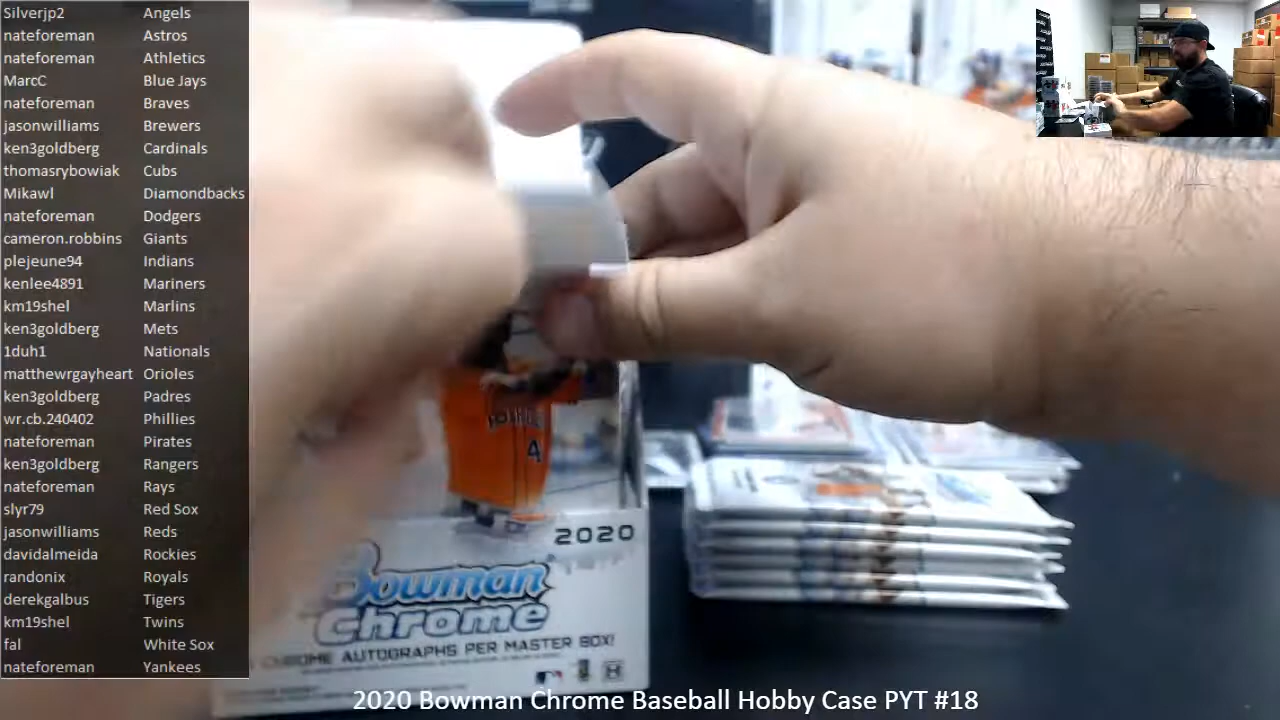 Silverjp2 Angels
nateforeman Astros
nateforeman Athletics
MarcC Blue Jays
nateforeman Braves
jasonwilliams Brewers
ken3goldberg Cardinals
thomasrybowiak Cubs
Mikawl Diamondbacks
nateforeman Dodgers
cameron.robbins Giants
plejeune94 Indians
kenlee4891 Mariners
km19shel Marlins
ken3goldberg Mets
1duh1 Nationals
matthewrgayheart Orioles
ken3goldberg Padres
wr.cb.240402 Phillies
nateforeman Pirates
ken3goldberg Rangers
nateforeman Rays
slyr79 Red Sox
jasonwilliams Reds
davidalmeida Rockies
randonix Royals
derekgalbus Tigers
km19shel Twins
fal White Sox
nateforeman Yankees
4
2020
Bowman
Chrome
CHROME AUTOGRAPHS PER MASTER BOX!
2020 Bowman Chrome Baseball Hobby Case PYT #18